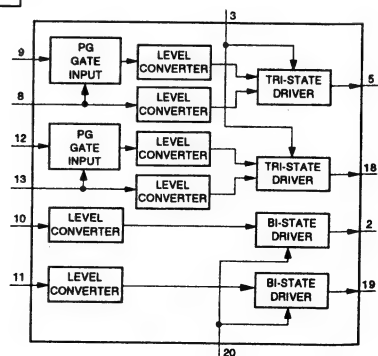 3
9
PG
GATE
INPUT
LEVEL
CONVERTER
TRI-STATE
DRIVER
5
8
LEVEL
CONVERTER
12
PG
GATE
INPUT
LEVEL
CONVERTER
TRI-STATE
DRIVER
18
13
LEVEL
CONVERTER
10
LEVEL
CONVERTER
BI-STATE
DRIVER
2
11
LEVEL
CONVERTER
BI-STATE
DRIVER
19
20